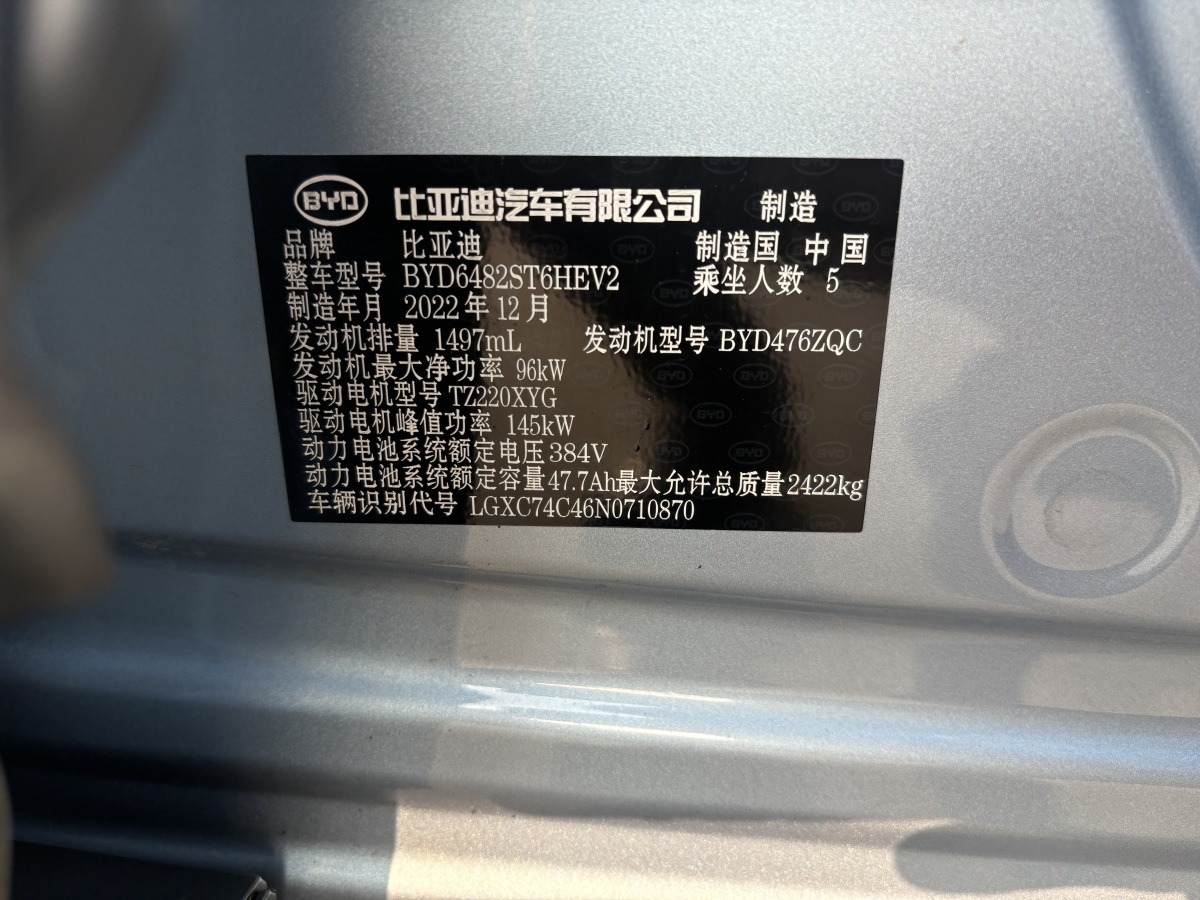 BYD 比亚迪汽车有限公司 制造
品牌 比亚迪 制造国 中国
整车型号 BYD6482ST6HEV2 乘坐人数 5
制造年月 2022年12月
发动机排量 1497mL 发动机型号 BYD476ZQC
发动机最大净功率 96kW
驱动电机型号 TZ220XYG
驱动电机峰值功率 145kW
动力电池系统额定电压 384V
动力电池系统额定容量 47.7Ah 最大允许总质量 2422kg
车辆识别代号 LGXC74C46N0710870